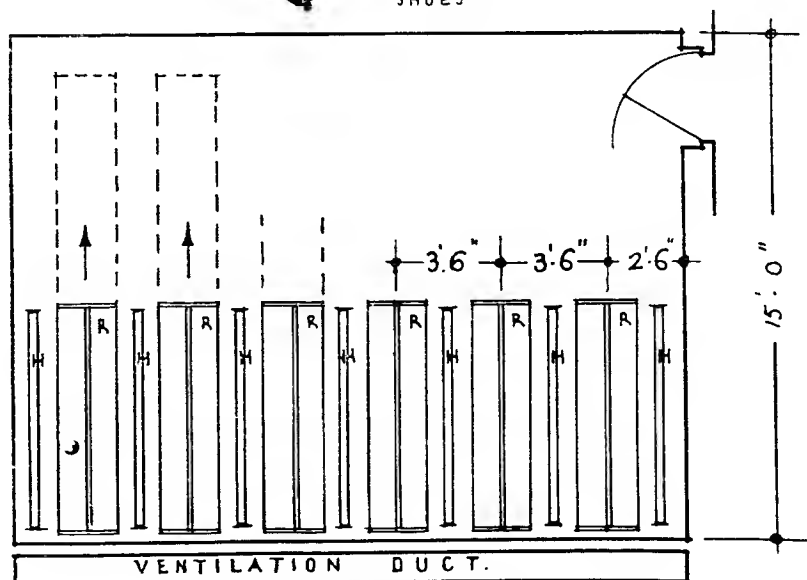 SHOES
3'.6" 3'.6" 2'.6"
15'.0"
R R R R R R
H H H H H H H
VENTILATION DUCT.